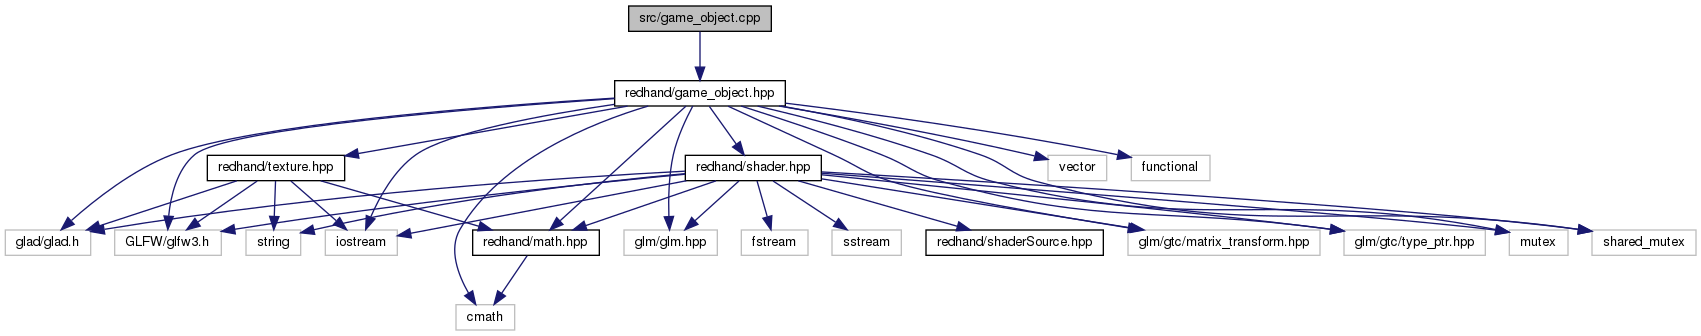 src/game_object.cpp
redhand/game_object.hpp
redhand/texture.hpp
redhand/shader.hpp
vector
functional
glad/glad.h
GLFW/glfw3.h
string
iostream
redhand/math.hpp
glm/glm.hpp
fstream
sstream
redhand/shaderSource.hpp
glm/gtc/matrix_transform.hpp
glm/gtc/type_ptr.hpp
mutex
shared_mutex
cmath